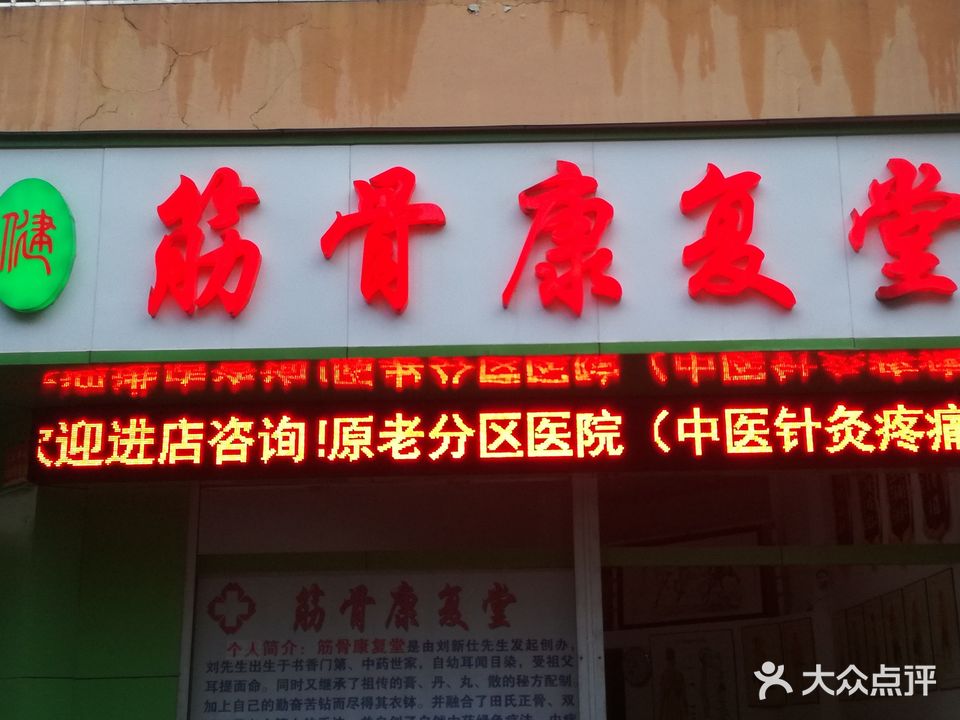 健
筋骨康复堂
欢迎进店咨询!原老分区医院（中医针灸疼痛
筋骨康复堂
个人简介：筋骨康复堂是由刘新仕先生发起创办，
刘先生出生于书香门第、中药世家，自幼耳闻目染，受祖父
耳提面命。同时又继承了祖传的膏、丹、丸、散的秘方配制，
加上自己的勤奋苦钻而尽得其衣钵。并融合了田氏正骨、双
大众点评